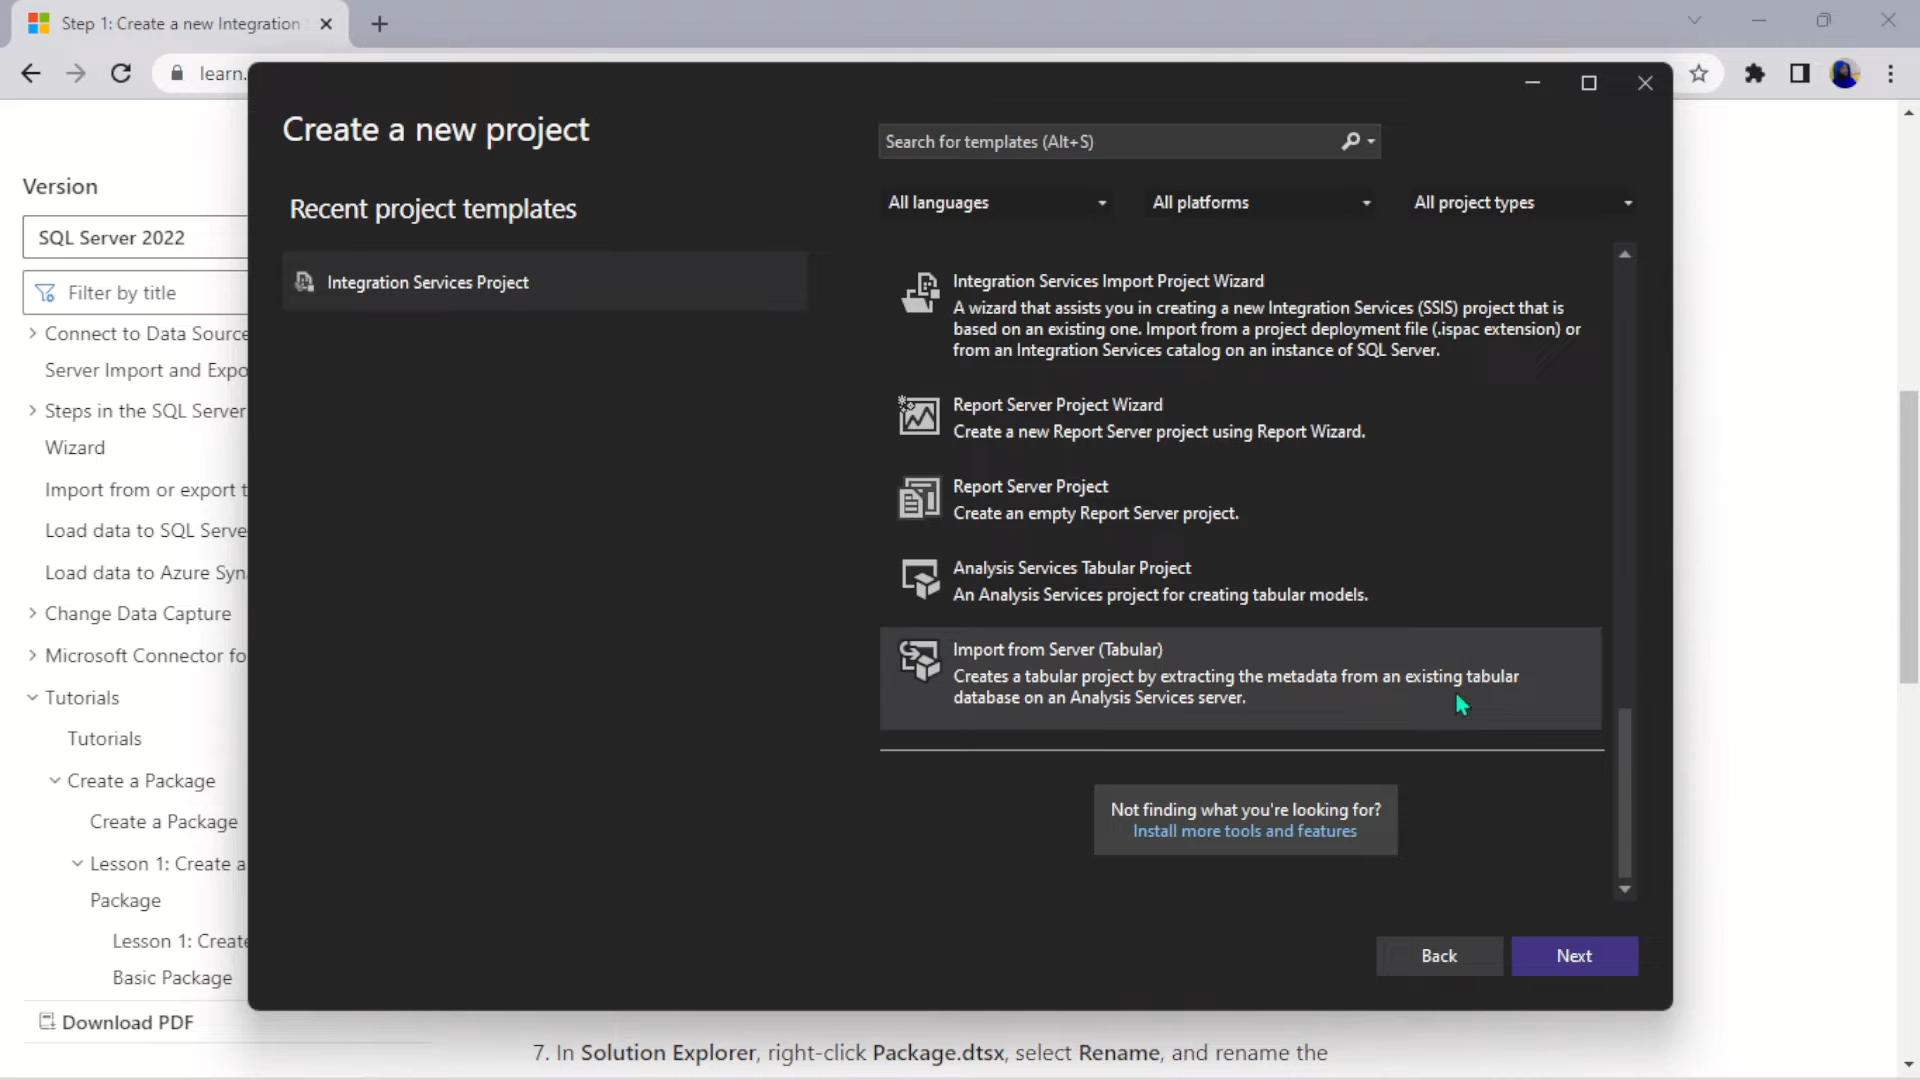 Step 1: Create a new Integration
learn.
Version
SQL Server 2022
Filter by title
Connect to Data Source
Server Import and Expo
Steps in the SQL Server
Wizard
Import from or export t
Load data to SQL Serve
Load data to Azure Syn
Change Data Capture
Microsoft Connector fo
Tutorials
Tutorials
Create a Package
Create a Package
Lesson 1: Create a
Package
Lesson 1: Create
Basic Package
Download PDF
Create a new project
Recent project templates
Integration Services Project
Search for templates (Alt+S)
All languages
All platforms
All project types
Integration Services Import Project Wizard
A wizard that assists you in creating a new Integration Services (SSIS) project that is
based on an existing one. Import from a project deployment file (.ispac extension) or
from an Integration Services catalog on an instance of SQL Server.
Report Server Project Wizard
Create a new Report Server project using Report Wizard.
Report Server Project
Create an empty Report Server project.
Analysis Services Tabular Project
An Analysis Services project for creating tabular models.
Import from Server (Tabular)
Creates a tabular project by extracting the metadata from an existing tabular
database on an Analysis Services server.
Not finding what you're looking for?
Install more tools and features
Back
Next
7. In Solution Explorer, right-click Package.dtsx, select Rename, and rename the